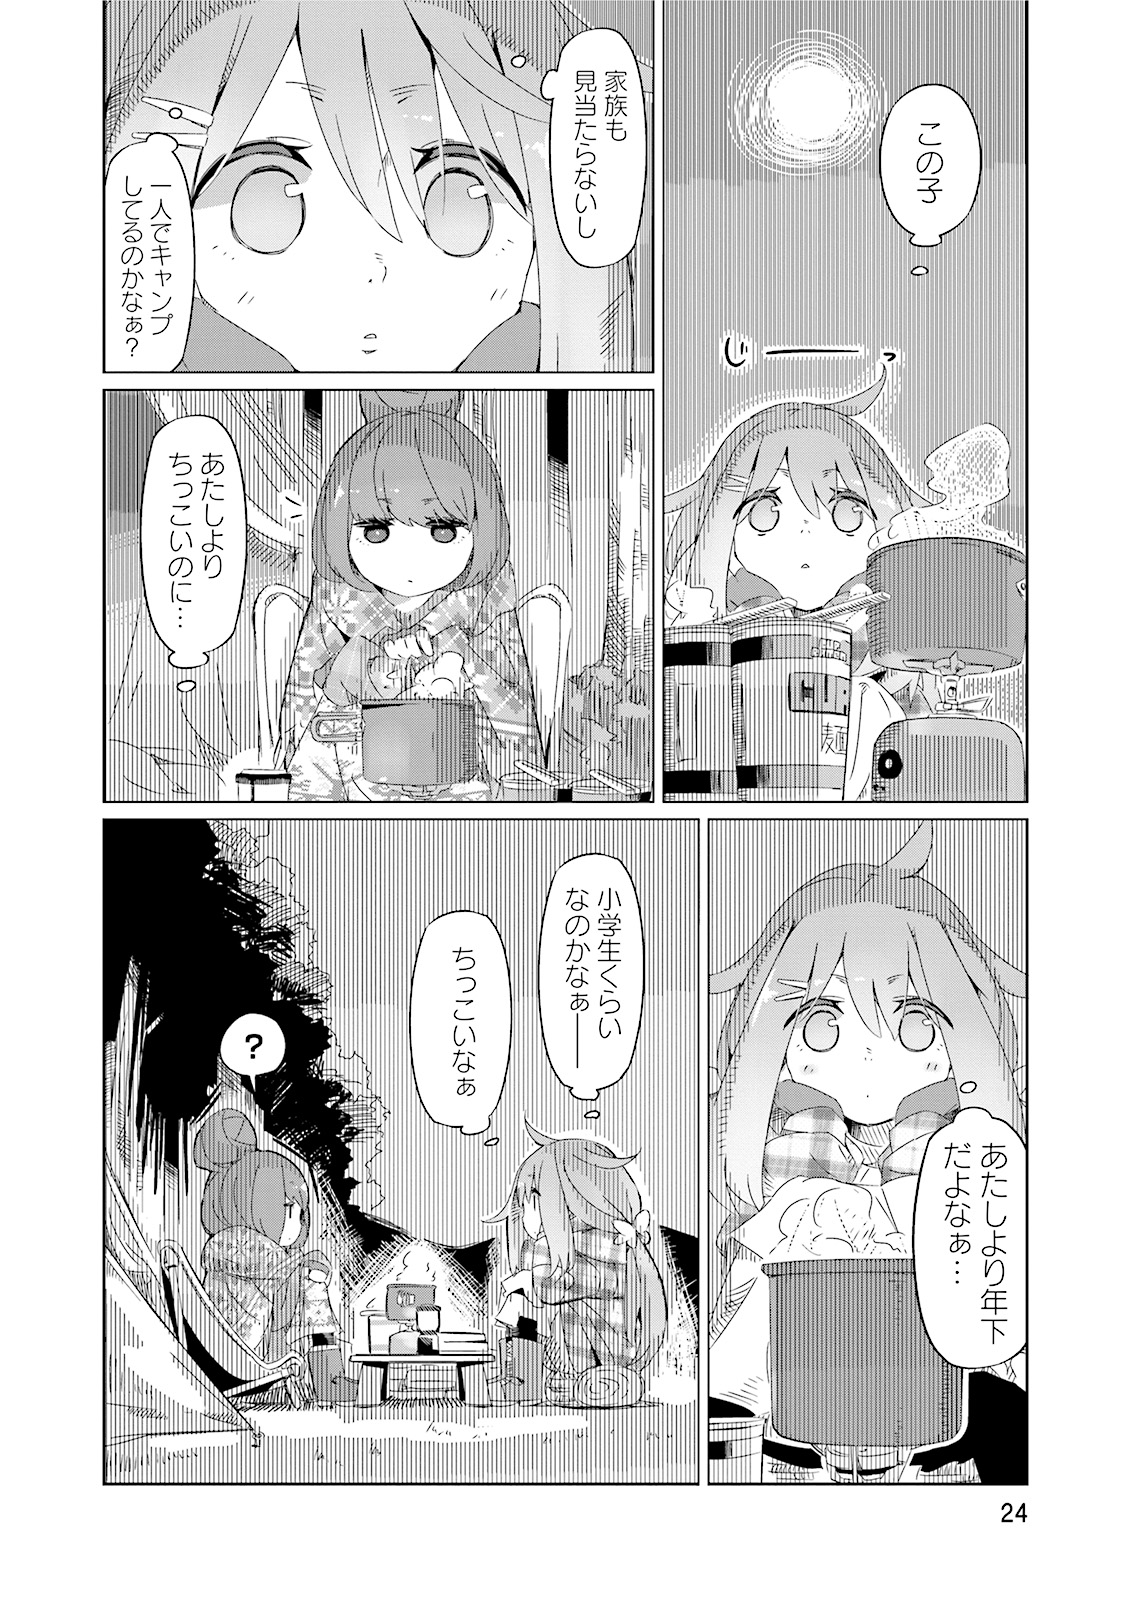 この子
じーーっ
麺
家族も
見当たらないし
一人でキャンプ
してるのかなぁ?
あたしより
ちっこいのに…
あたしより年下
だよなぁ…
小学生くらい
なのかなぁ――
ちっこいなぁ
?
24